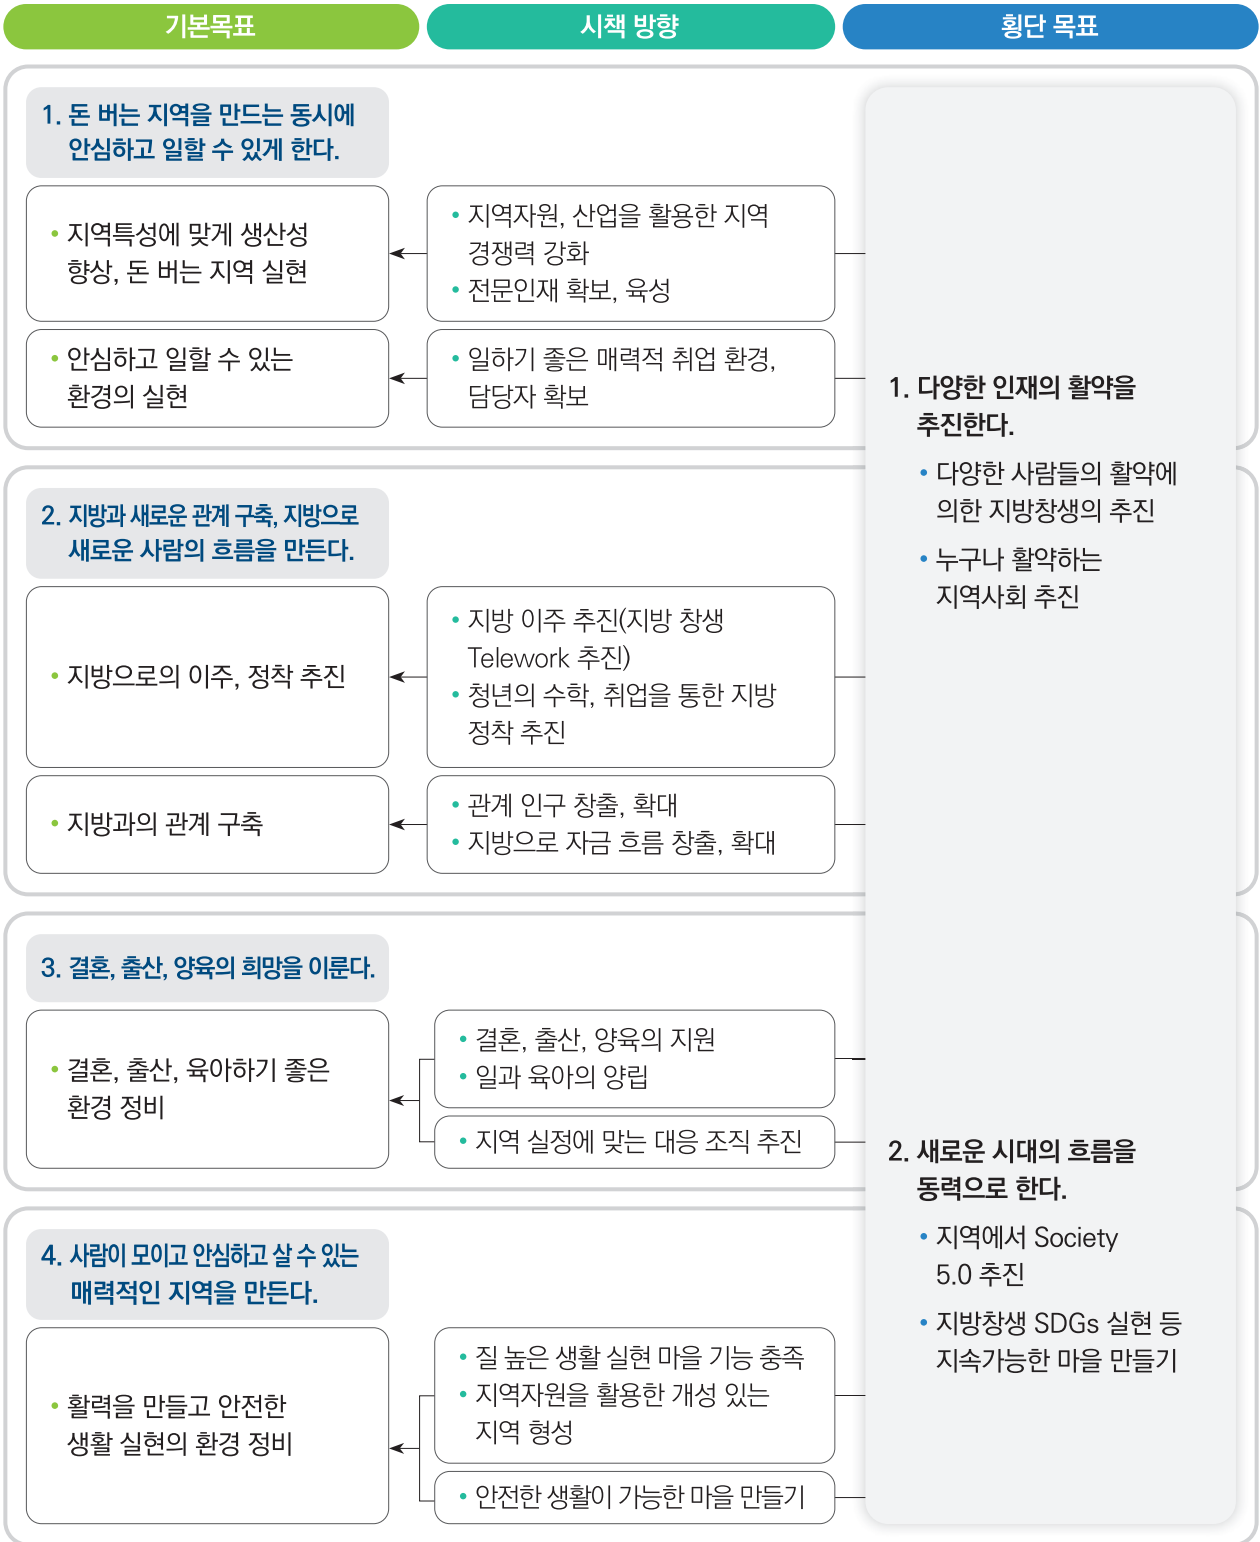 기본목표
시책 방향
횡단 목표
1. 돈 버는 지역을 만드는 동시에
안심하고 일할 수 있게 한다.
• 지역특성에 맞게 생산성
향상, 돈 버는 지역 실현
• 지역자원, 산업을 활용한 지역
경쟁력 강화
• 전문인재 확보, 육성
• 안심하고 일할 수 있는
환경의 실현
• 일하기 좋은 매력적 취업 환경,
담당자 확보
2. 지방과 새로운 관계 구축, 지방으로
새로운 사람의 흐름을 만든다.
• 지방으로의 이주, 정착 추진
• 지방 이주 추진(지방 창생
Telework 추진)
• 청년의 수학, 취업을 통한 지방
정착 추진
• 지방과의 관계 구축
• 관계 인구 창출, 확대
• 지방으로 자금 흐름 창출, 확대
3. 결혼, 출산, 양육의 희망을 이룬다.
• 결혼, 출산, 육아하기 좋은
환경 정비
• 결혼, 출산, 양육의 지원
• 일과 육아의 양립
• 지역 실정에 맞는 대응 조직 추진
4. 사람이 모이고 안심하고 살 수 있는
매력적인 지역을 만든다.
• 활력을 만들고 안전한
생활 실현의 환경 정비
• 질 높은 생활 실현 마을 기능 충족
• 지역자원을 활용한 개성 있는
지역 형성
• 안전한 생활이 가능한 마을 만들기
1. 다양한 인재의 활약을
추진한다.
• 다양한 사람들의 활약에
의한 지방창생의 추진
• 누구나 활약하는
지역사회 추진
2. 새로운 시대의 흐름을
동력으로 한다.
• 지역에서 Society
5.0 추진
• 지방창생 SDGs 실현 등
지속가능한 마을 만들기